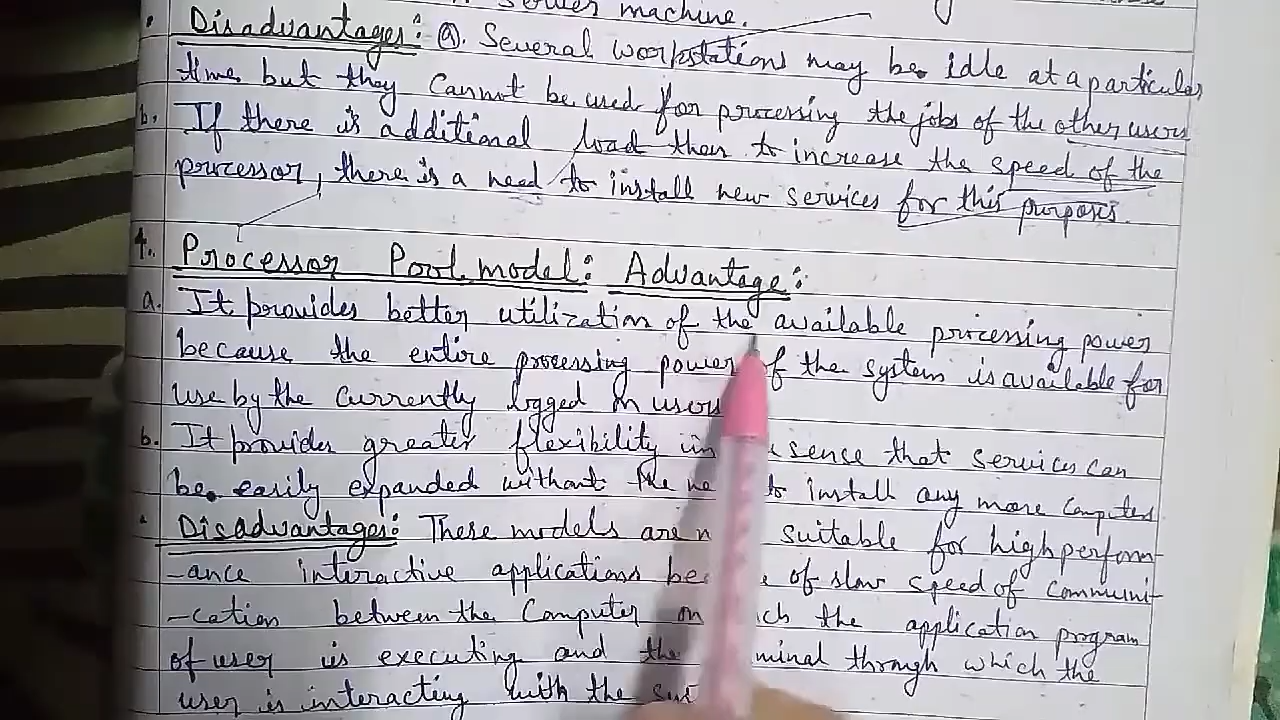 Server machine.
• Disadvantages: a. Several workstations may be idle at a particular
time but they cannot be used for processing the jobs of the other users
b. If there is additional load then to increase the speed of the
processor, there is a need to install new services for this purposes.
4. Processor Pool model: Advantage:
a. It provides better utilization of the available processing power
because the entire processing power of the system is available for
use by the currently logged on users
b. It provides greater flexibility in sense that services can
be easily expanded without the to install any more computers
• Disadvantages: These models are suitable for high perform-
-ance interactive applications of slow speed of communi-
-cation between the computer on the application program
of user is executing and the through which the
user is interacting with the